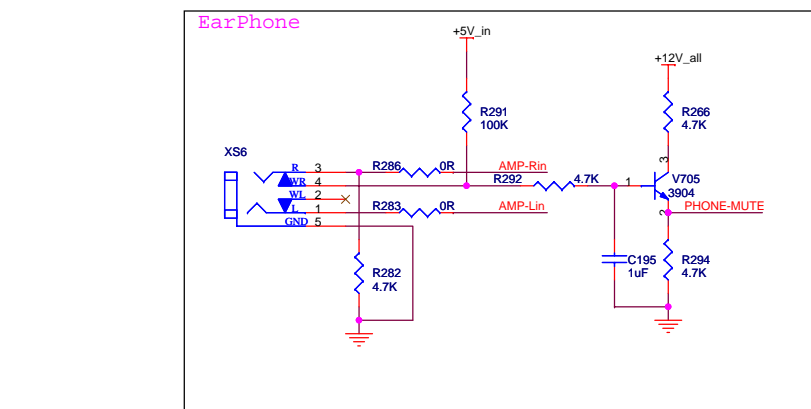 EarPhone
+5V_in
+12V_all
R291
100K
R266
4.7K
XS6
R 3
WR 4
WL 2
L 1
GND 5
R286 0R AMP-Rin
R292 4.7K
R283 0R AMP-Lin
1
3
2
V705
3904
PHONE-MUTE
R282
4.7K
C195
1uF
R294
4.7K